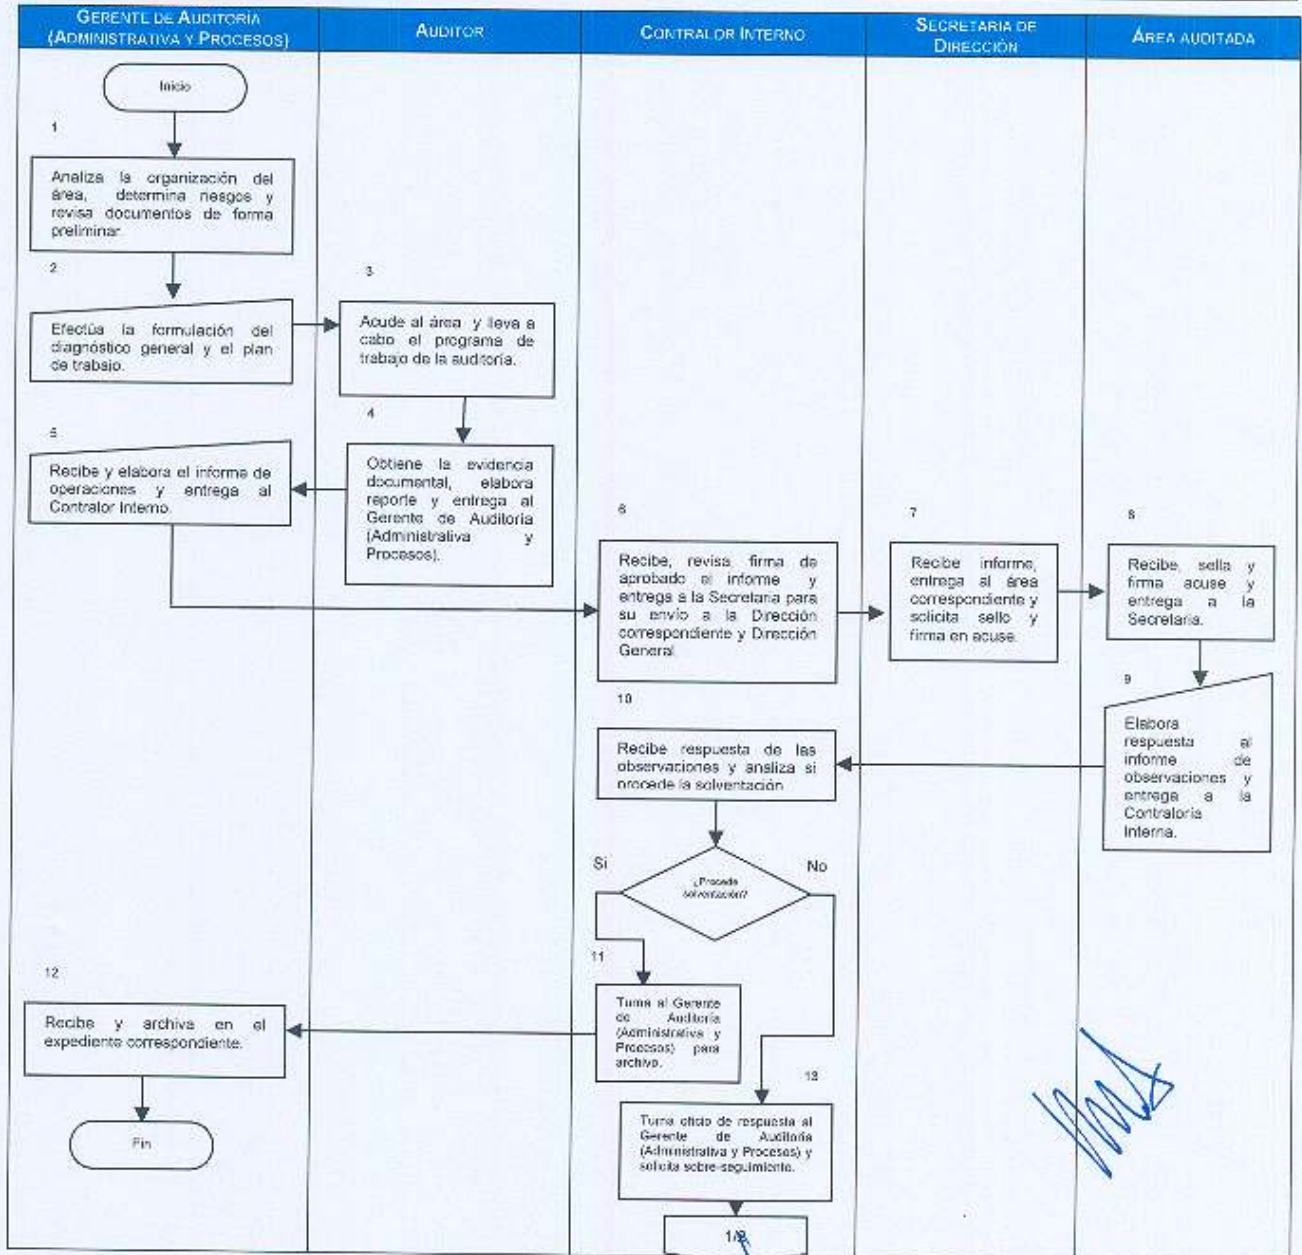 GERENTE DE AUDITORÍA
(ADMINISTRATIVA Y PROCESOS)
AUDITOR
CONTRALOR INTERNO
SECRETARIA DE
DIRECCIÓN
ÁREA AUDITADA
Inicio
1
Analiza la organización del
área, determina riesgos y
revisa documentos de forma
preliminar.
2
Efectúa la formulación del
diagnóstico general y el plan
de trabajo.
3
Acude al área y lleva a
cabo el programa de
trabajo de la auditoría.
4
Obtiene la evidencia
documental, elabora
reporte y entrega al
Gerente de Auditoría
(Administrativa y
Procesos).
5
Recibe y elabora el informe de
operaciones y entrega al
Contralor Interno.
6
Recibe, revisa firma de
aprobado el informe y
entrega a la Secretaria para
su envío a la Dirección
correspondiente y Dirección
General
7
Recibe informe,
entrega al área
correspondiente y
solicita sello y
firma en acuse.
8
Recibe, sella y
firma acuse y
entrega a la
Secretaria.
9
Elabora
respuesta al
informe de
observaciones y
entrega a la
Contraloría
Interna.
10
Recibe respuesta de las
observaciones y analiza si
procede la solventación
¿Procede
solventación?
Si
No
11
Turna al Gerente
de Auditoría
(Administrativa y
Procesos) para
archivo.
12
Recibe y archiva en el
expediente correspondiente.
Fin
13
Turna oficio de respuesta al
Gerente de Auditoría
(Administrativa y Procesos) y
solicita sobre-seguimiento.